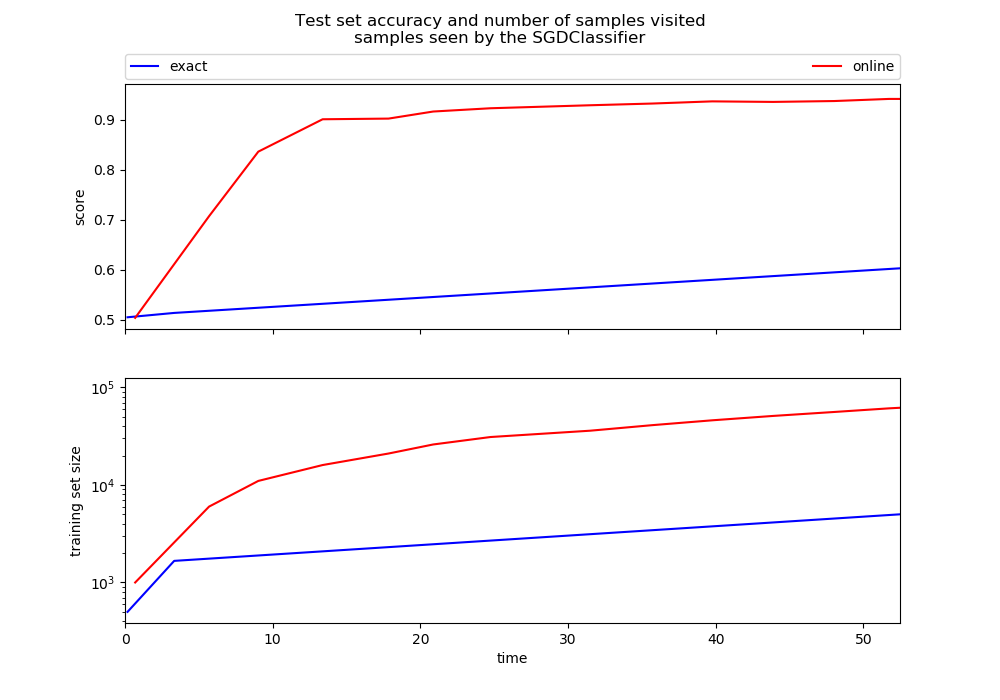 Test set accuracy and number of samples visited
samples seen by the SGDClassifier
exact online
0.9
0.8
0.7
0.6
0.5
score
10^5
10^4
10^3
training set size
0 10 20 30 40 50
time